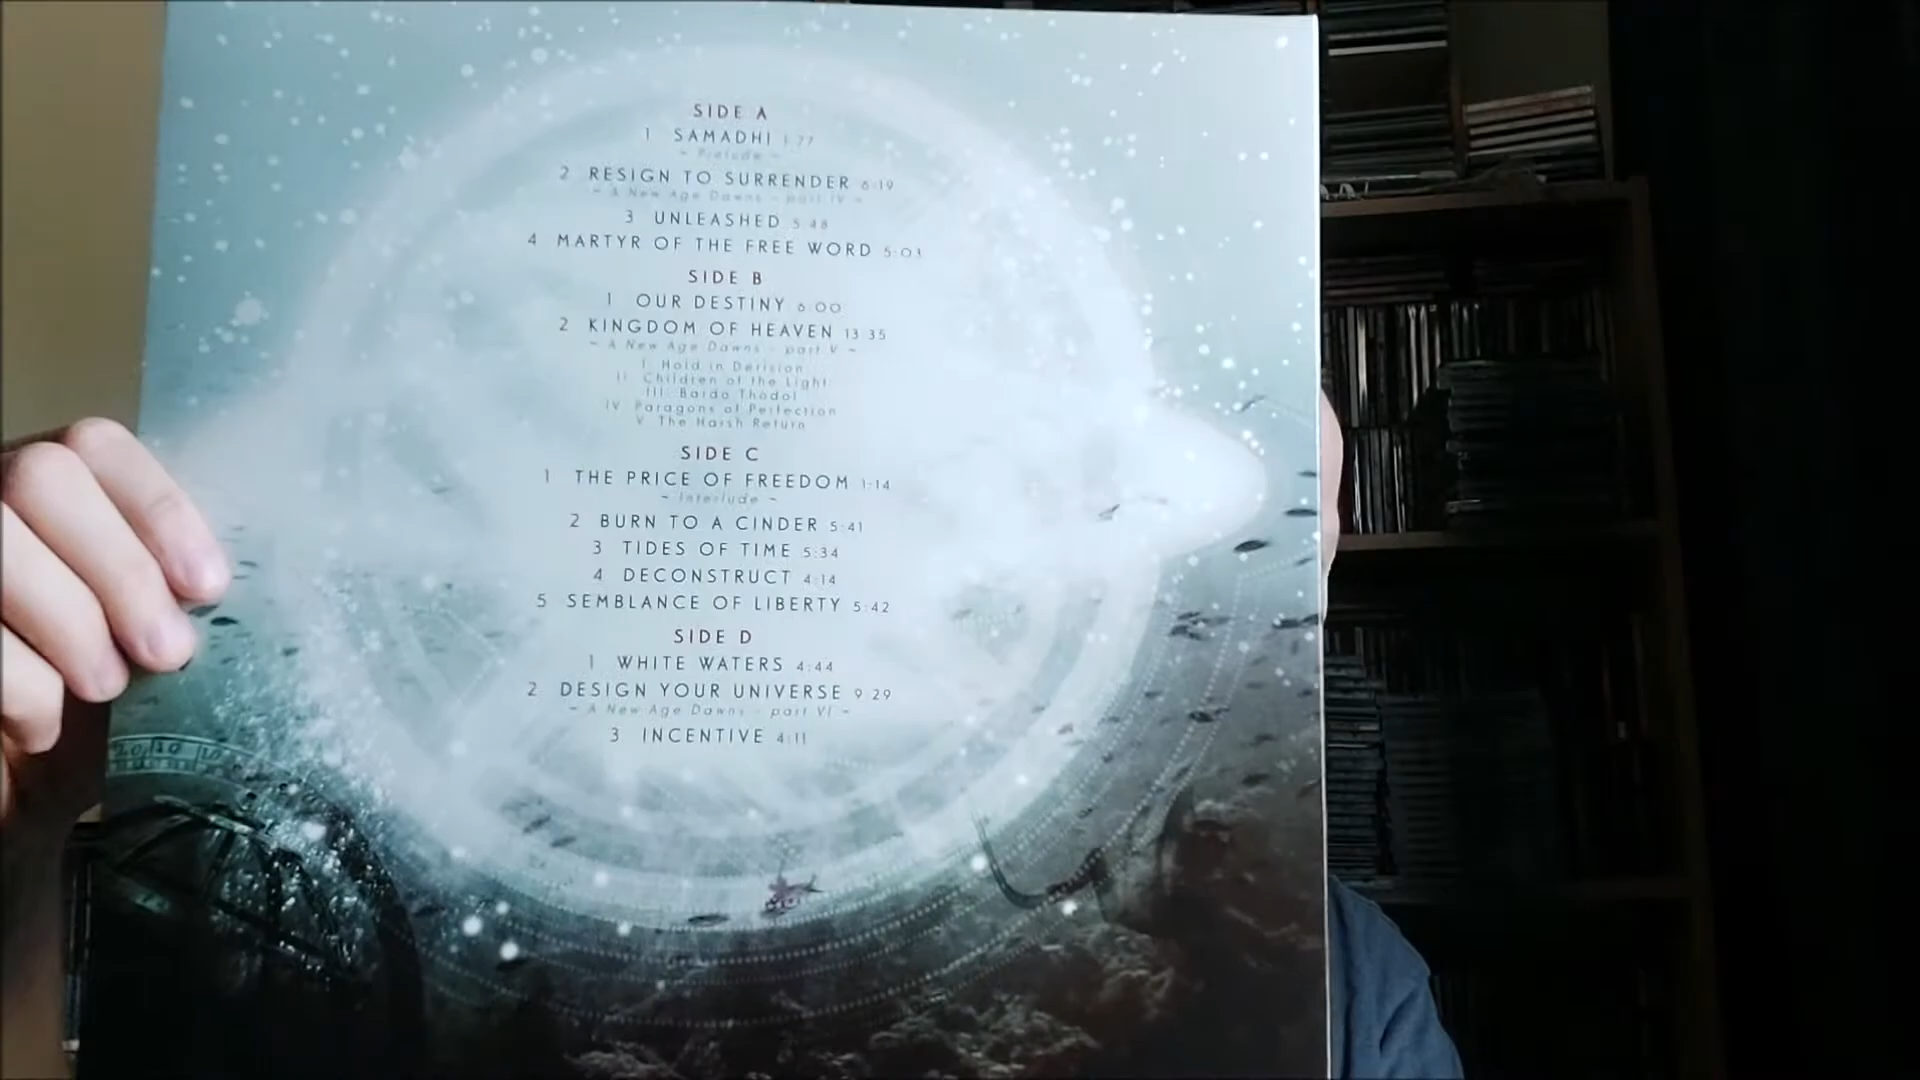 SIDE A
1 SAMADHI 1:27
~ Prelude ~
2 RESIGN TO SURRENDER 6:19
~ A New Age Dawns - part IV ~
3 UNLEASHED 5:48
4 MARTYR OF THE FREE WORD 5:03
SIDE B
1 OUR DESTINY 6:00
2 KINGDOM OF HEAVEN 13:35
~ A New Age Dawns - part V ~
I. Hold in Derision
II. Children of the Light
III. Bardo Thodol
IV. Paragons of Perfection
V. The Harsh Return
SIDE C
1 THE PRICE OF FREEDOM 1:14
~ Interlude ~
2 BURN TO A CINDER 5:41
3 TIDES OF TIME 5:34
4 DECONSTRUCT 4:14
5 SEMBLANCE OF LIBERTY 5:42
SIDE D
1 WHITE WATERS 4:44
2 DESIGN YOUR UNIVERSE 9:29
~ A New Age Dawns - part VI ~
3 INCENTIVE 4:11